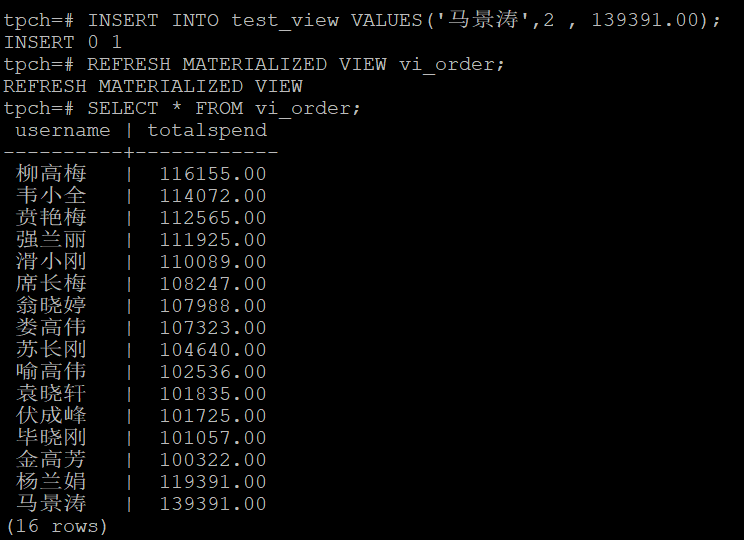 tpch=# INSERT INTO test_view VALUES('马景涛',2 , 139391.00);
INSERT 0 1
tpch=# REFRESH MATERIALIZED VIEW vi_order;
REFRESH MATERIALIZED VIEW
tpch=# SELECT * FROM vi_order;
 username | totalspend
----------+------------
 柳高梅   |  116155.00
 韦小全   |  114072.00
 贲艳梅   |  112565.00
 强兰丽   |  111925.00
 滑小刚   |  110089.00
 席长梅   |  108247.00
 翁晓婷   |  107988.00
 娄高伟   |  107323.00
 苏长刚   |  104640.00
 喻高伟   |  102536.00
 袁晓轩   |  101835.00
 伏成峰   |  101725.00
 毕晓刚   |  101057.00
 金高芳   |  100322.00
 杨兰娟   |  119391.00
 马景涛   |  139391.00
(16 rows)